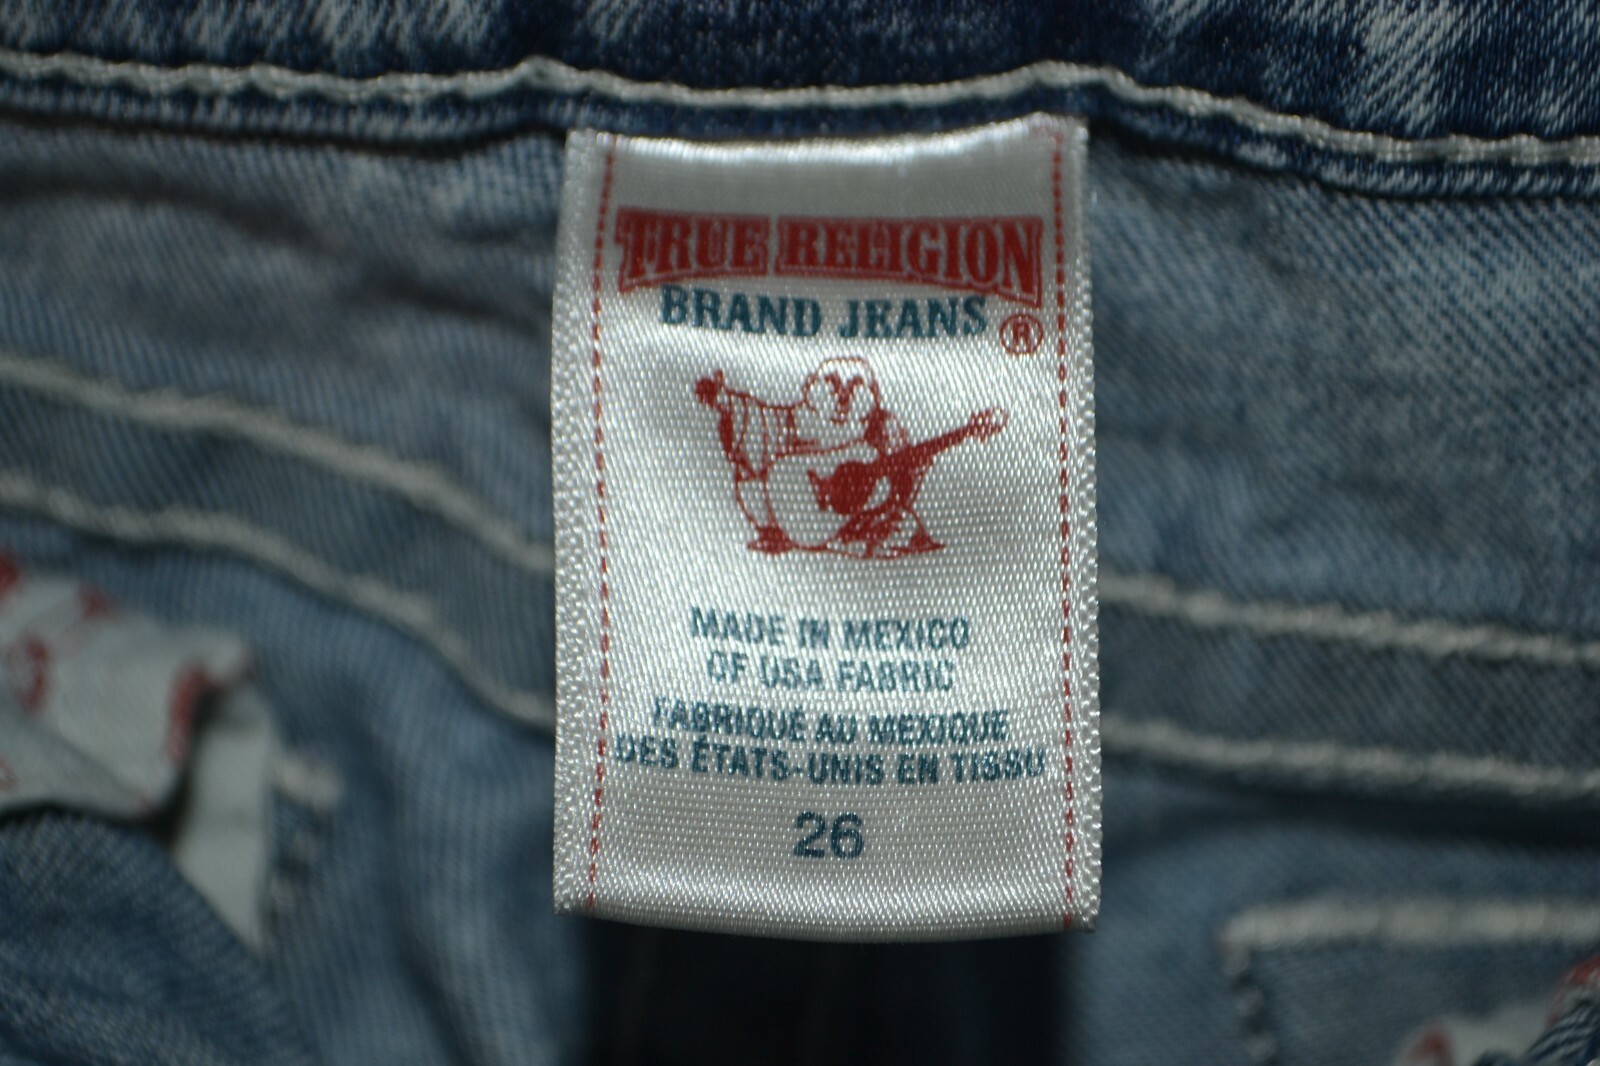 TRUE RELIGION
BRAND JEANS ®
MADE IN MEXICO
OF USA FABRIC
FABRIQUÉ AU MEXIQUE
DES ÉTATS-UNIS EN TISSU
26